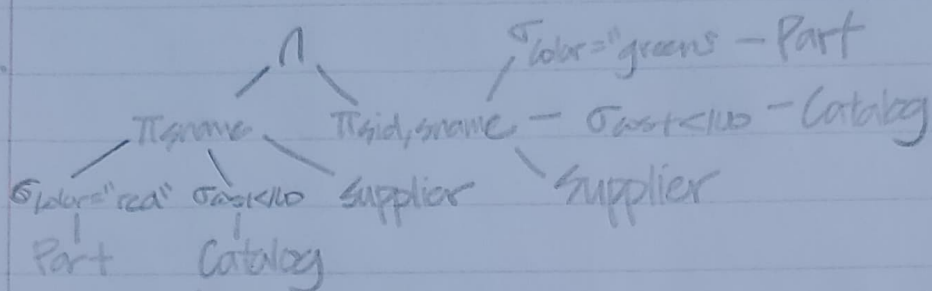 ∩ σcolor="green" – Part
πsname πsid,sname – σcost<100 – Catalog
σcolor="red" σcost<100 Supplier Supplier
Part Catalog